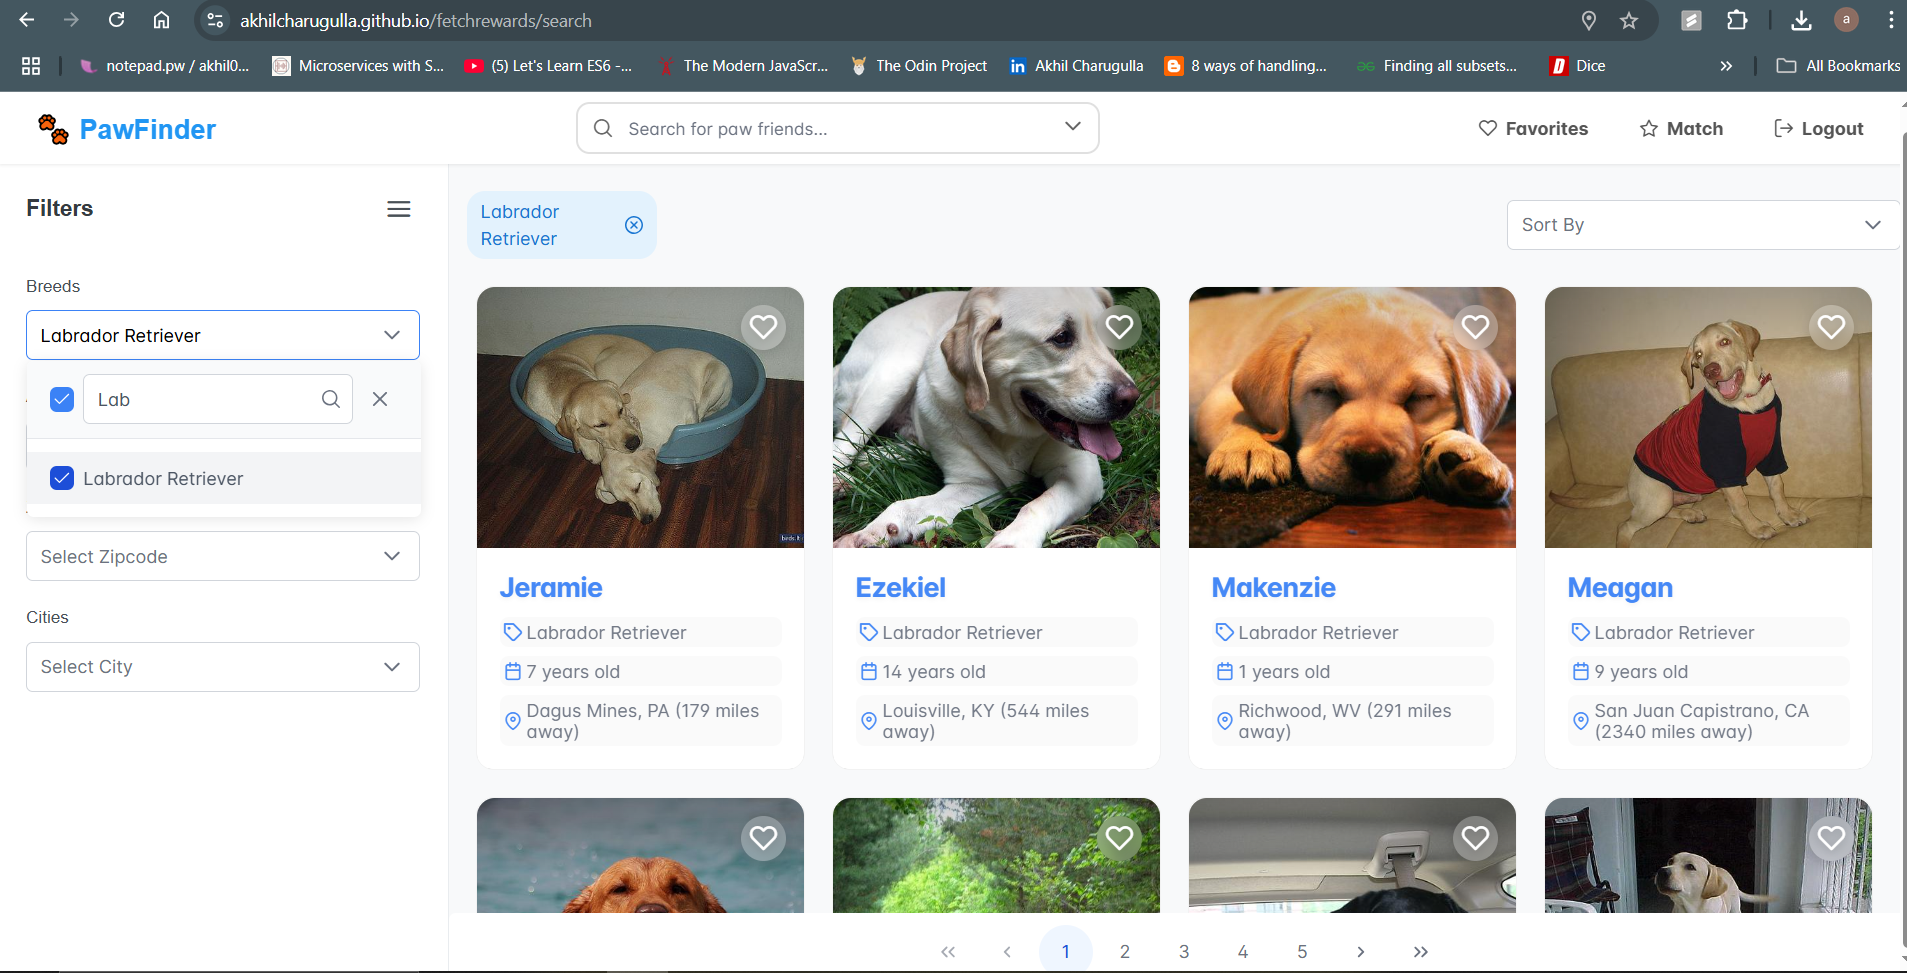 akhilcharugulla.github.io/fetchrewards/search
a
notepad.pw / akhil0...
Microservices with S...
(5) Let's Learn ES6 -...
The Modern JavaScr...
The Odin Project
in
Akhil Charugulla
8 ways of handling...
Finding all subsets...
D
Dice
All Bookmarks
PawFinder
Search for paw friends...
Favorites
Match
Logout
Filters
Breeds
Labrador Retriever
Lab
Labrador Retriever
Select Zipcode
Cities
Select City
Labrador
Retriever
Sort By
Jeramie
Labrador Retriever
7 years old
Dagus Mines, PA (179 miles
away)
Ezekiel
Labrador Retriever
14 years old
Louisville, KY (544 miles
away)
Makenzie
Labrador Retriever
1 years old
Richwood, WV (291 miles
away)
Meagan
Labrador Retriever
9 years old
San Juan Capistrano, CA
(2340 miles away)
1 2 3 4 5